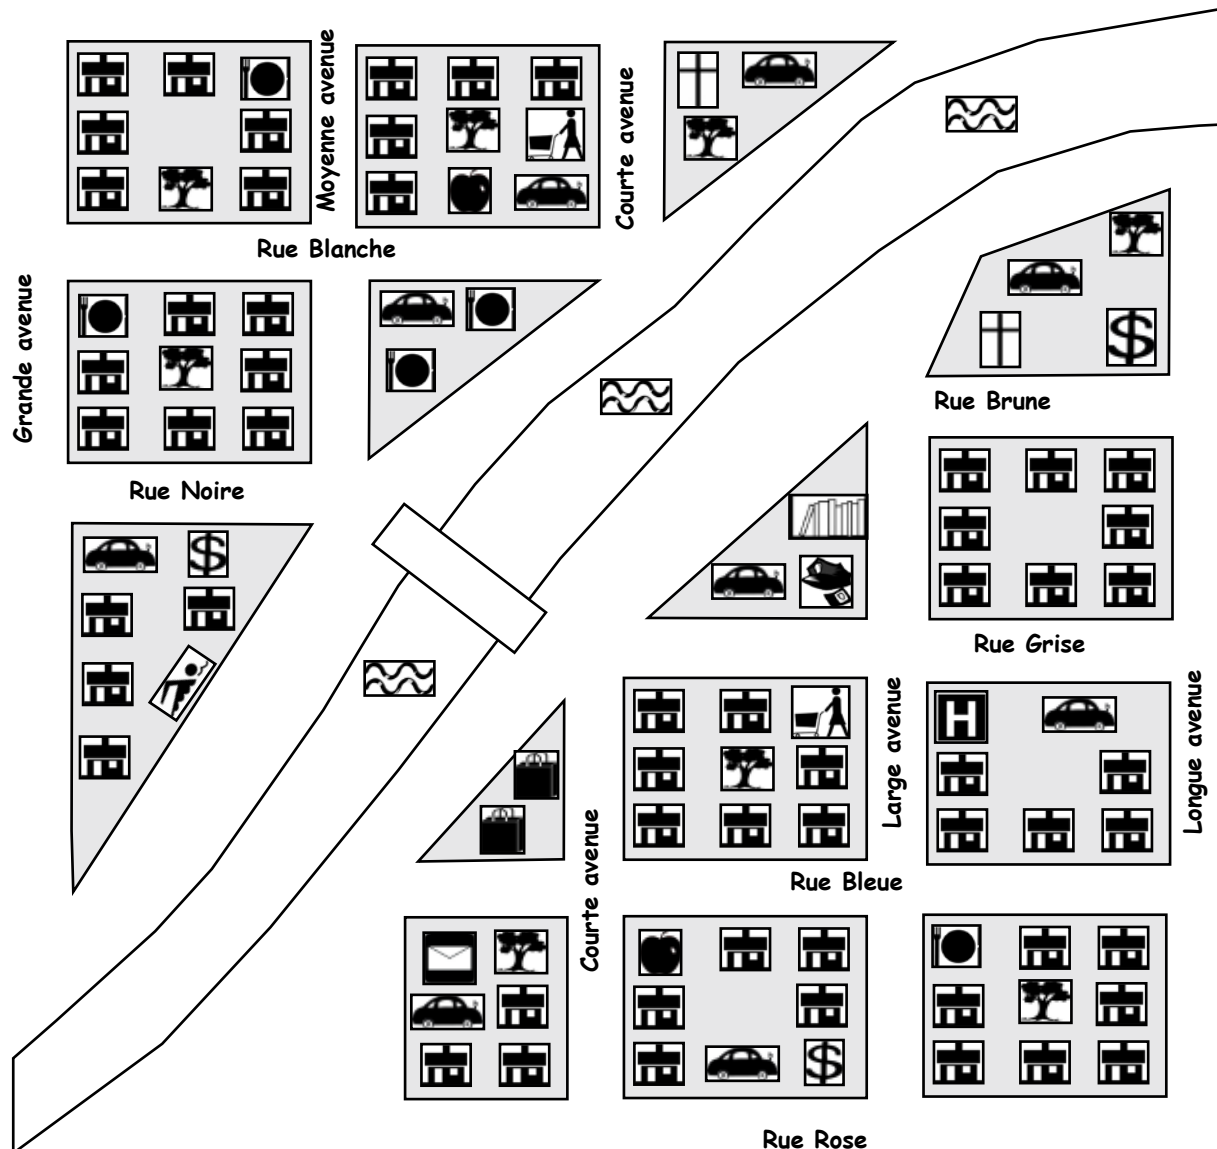 Moyenne avenue
Courte avenue
Rue Blanche
Grande avenue
$
Rue Brune
Rue Noire
$
Rue Grise
H
Large avenue
Longue avenue
Courte avenue
Rue Bleue
$
Rue Rose